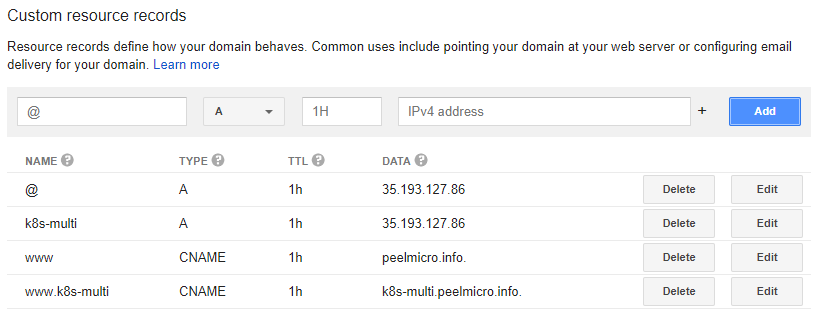 Custom resource records
Resource records define how your domain behaves. Common uses include pointing your domain at your web server or configuring email
delivery for your domain. Learn more
@ A 1H IPv4 address + Add
NAME ? TYPE ? TTL ? DATA ?
@ A 1h 35.193.127.86 Delete Edit
k8s-multi A 1h 35.193.127.86 Delete Edit
www CNAME 1h peelmicro.info. Delete Edit
www.k8s-multi CNAME 1h k8s-multi.peelmicro.info. Delete Edit